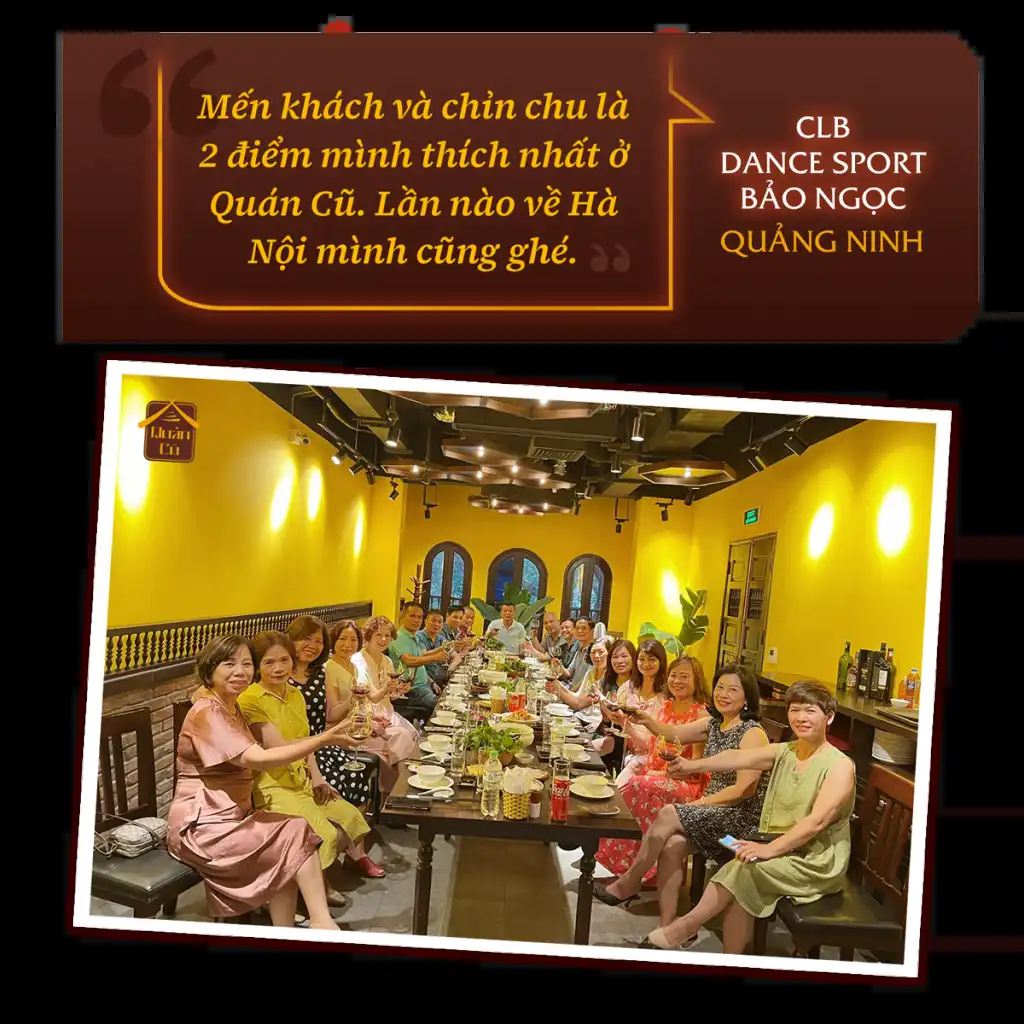 Mến khách và chỉn chu là
2 điểm mình thích nhất ở
Quán Cũ. Lần nào về Hà
Nội mình cũng ghé.
CLB
DANCE SPORT
BẢO NGỌC
QUẢNG NINH
Quán
Cũ
EXIT